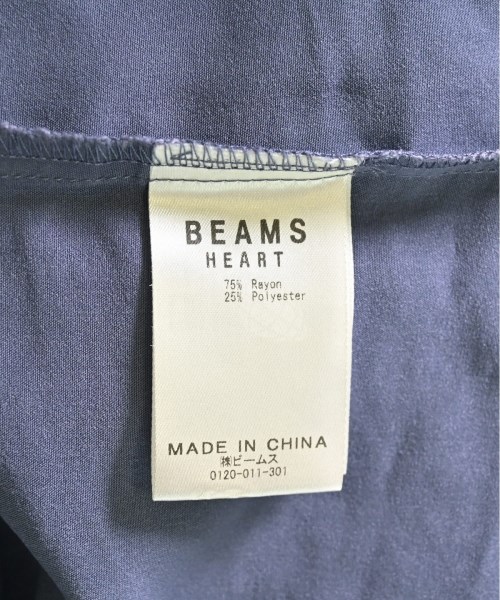 BEAMS
HEART
75% Rayon
25% Polyester
MADE IN CHINA
㈱ビームス
0120-011-301